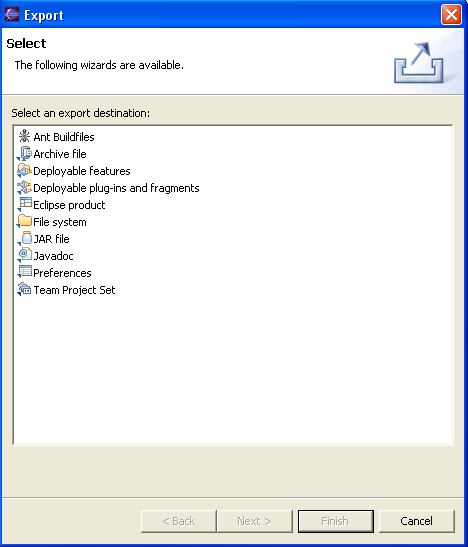 Export
Select
The following wizards are available.
Select an export destination:
Ant Buildfiles
Archive file
Deployable features
Deployable plug-ins and fragments
Eclipse product
File system
JAR file
Javadoc
Preferences
Team Project Set
< Back
Next >
Finish
Cancel